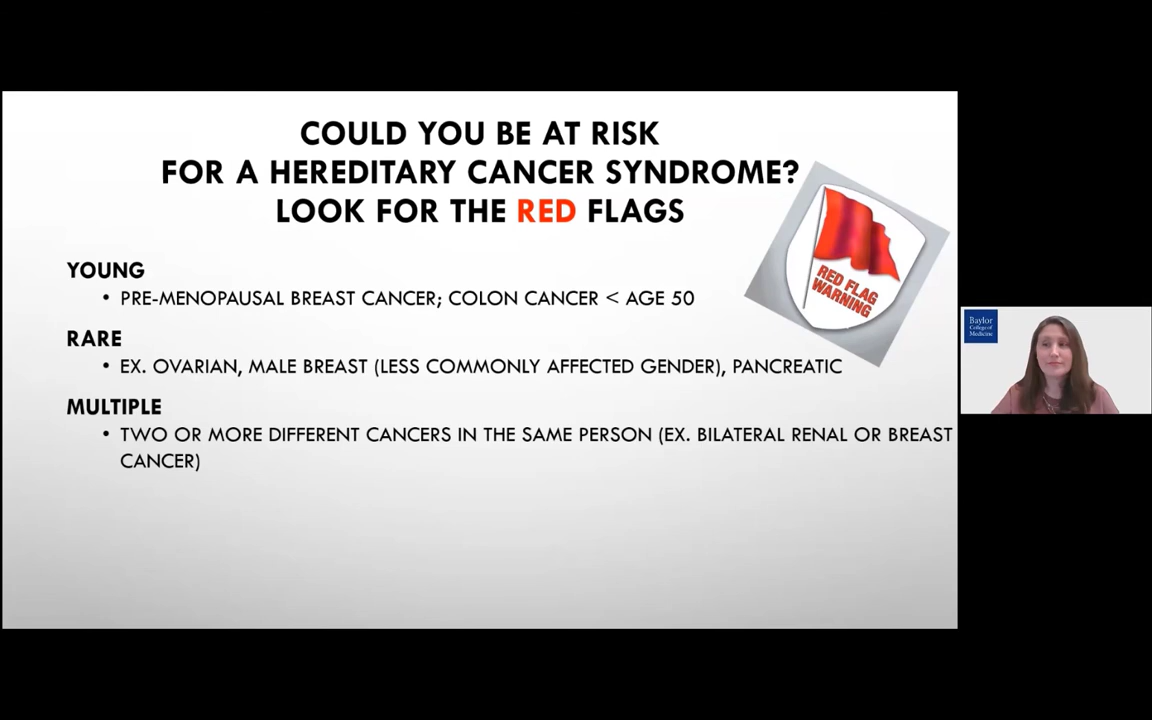 COULD YOU BE AT RISK
FOR A HEREDITARY CANCER SYNDROME?
LOOK FOR THE RED FLAGS
RED FLAG
WARNING
YOUNG
• PRE-MENOPAUSAL BREAST CANCER; COLON CANCER < AGE 50
RARE
• EX. OVARIAN, MALE BREAST (LESS COMMONLY AFFECTED GENDER), PANCREATIC
MULTIPLE
• TWO OR MORE DIFFERENT CANCERS IN THE SAME PERSON (EX. BILATERAL RENAL OR BREAST
CANCER)
Baylor
College of
Medicine